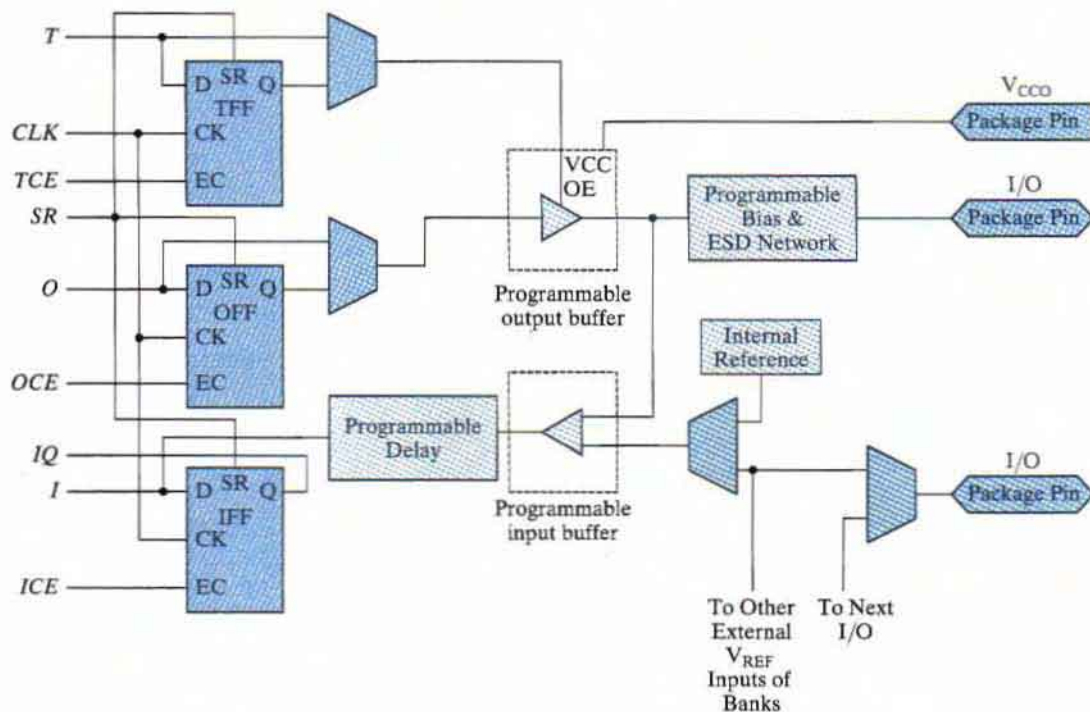 T
SR
D
Q
TFF
CLK
CK
TCE
EC
SR
V_CCO
Package Pin
VCC
OE
I/O
Package Pin
Programmable
Bias &
ESD Network
SR
O
D
Q
OFF
CK
OCE
EC
Programmable
output buffer
Internal
Reference
Programmable
Delay
IQ
I
SR
D
Q
IFF
CK
ICE
EC
Programmable
input buffer
I/O
Package Pin
To Other
External
V_REF
Inputs of
Banks
To Next
I/O